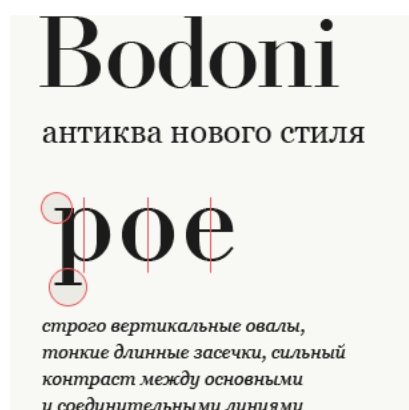 Bodoni
антиква нового стиля
poe
строго вертикальные овалы,
тонкие длинные засечки, сильный
контраст между основными
и соединительными линиями